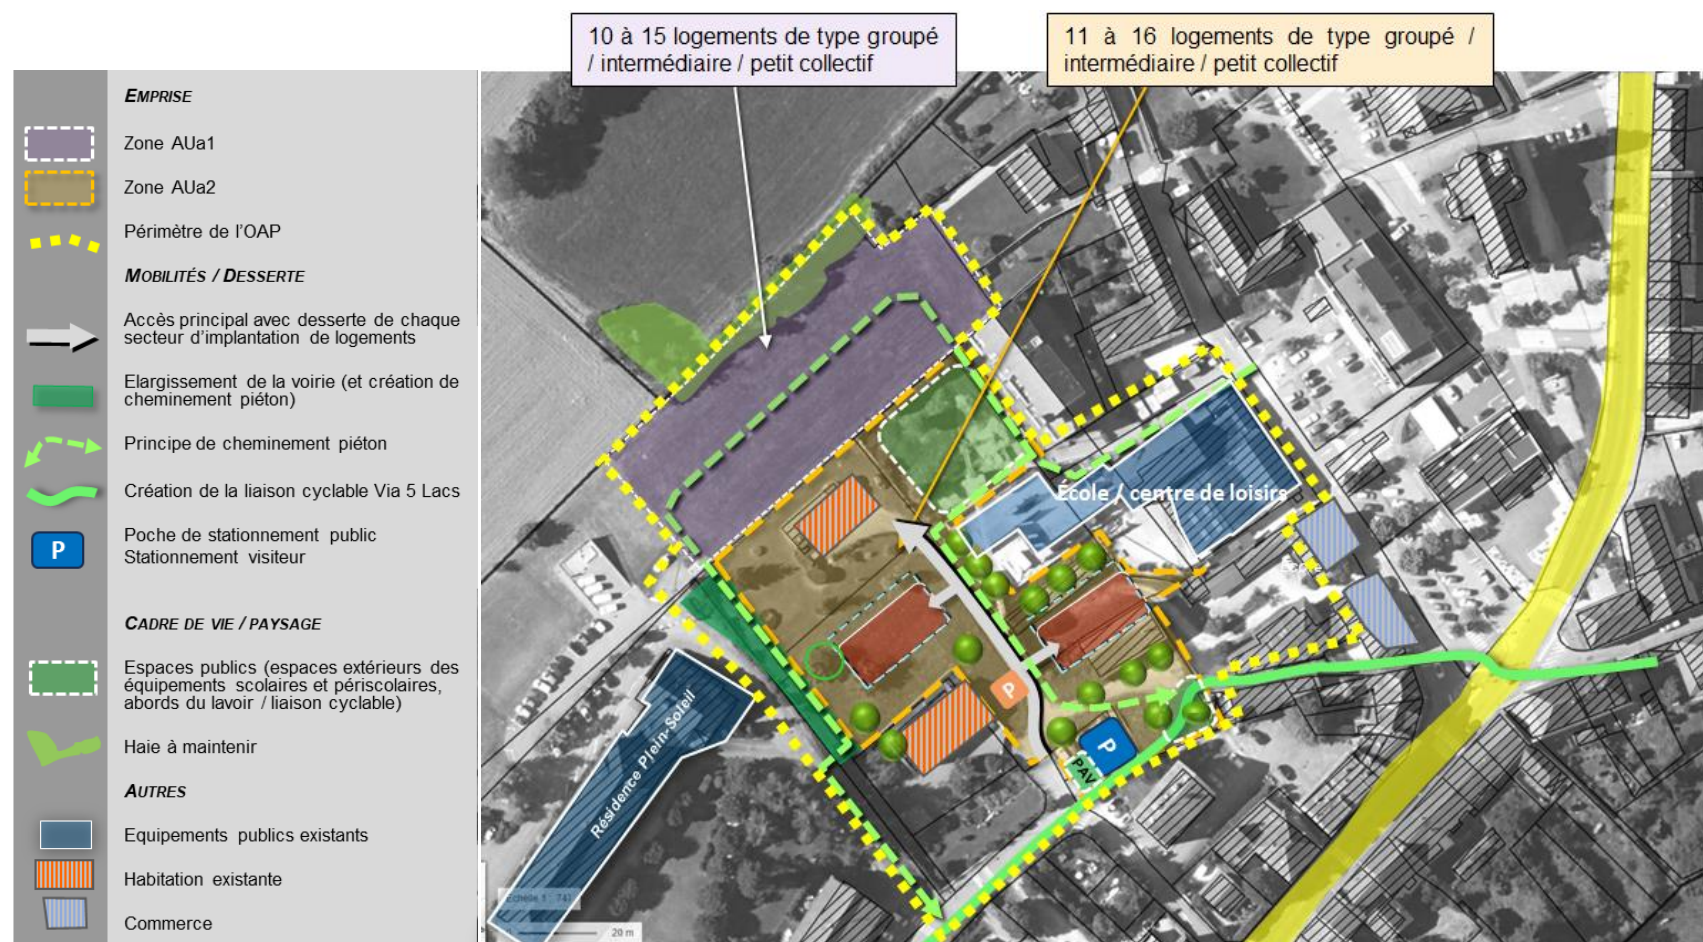 10 à 15 logements de type groupé
/ intermédiaire / petit collectif
11 à 16 logements de type groupé /
intermédiaire / petit collectif
EMPRISE
Zone AUa1
Zone AUa2
Périmètre de l'OAP
MOBILITÉS / DESSERTE
Accès principal avec desserte de chaque
secteur d'implantation de logements
Elargissement de la voirie (et création de
cheminement piéton)
Principe de cheminement piéton
Création de la liaison cyclable Via 5 Lacs
P
Poche de stationnement public
Stationnement visiteur
CADRE DE VIE / PAYSAGE
Espaces publics (espaces extérieurs des
équipements scolaires et périscolaires,
abords du lavoir / liaison cyclable)
Haie à maintenir
AUTRES
Equipements publics existants
Habitation existante
Commerce
Ecole / centre de loisirs
Ecole
P
P
PAV
Résidence Plein-Soleil
Echelle 1 : 741
20 m